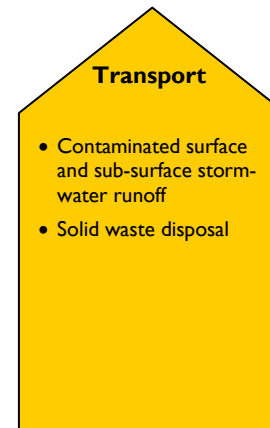 Transport
• Contaminated surface
and sub-surface storm-
water runoff
• Solid waste disposal